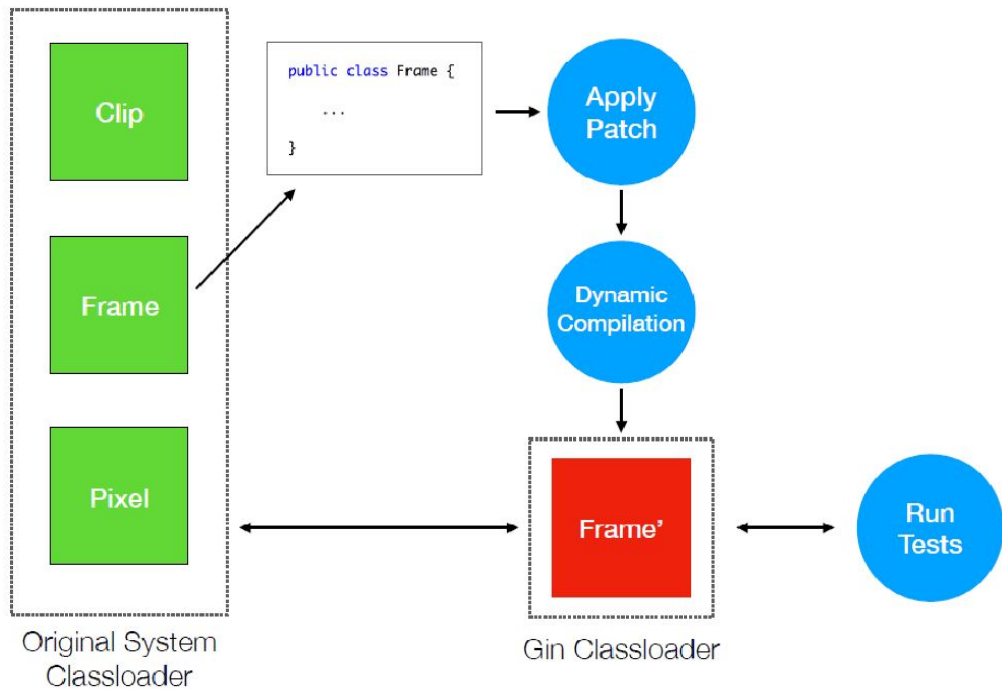 Clip
Frame
Pixel
Original System
Classloader
public class Frame {
...
}
Apply
Patch
Dynamic
Compilation
Frame’
Gin Classloader
Run
Tests